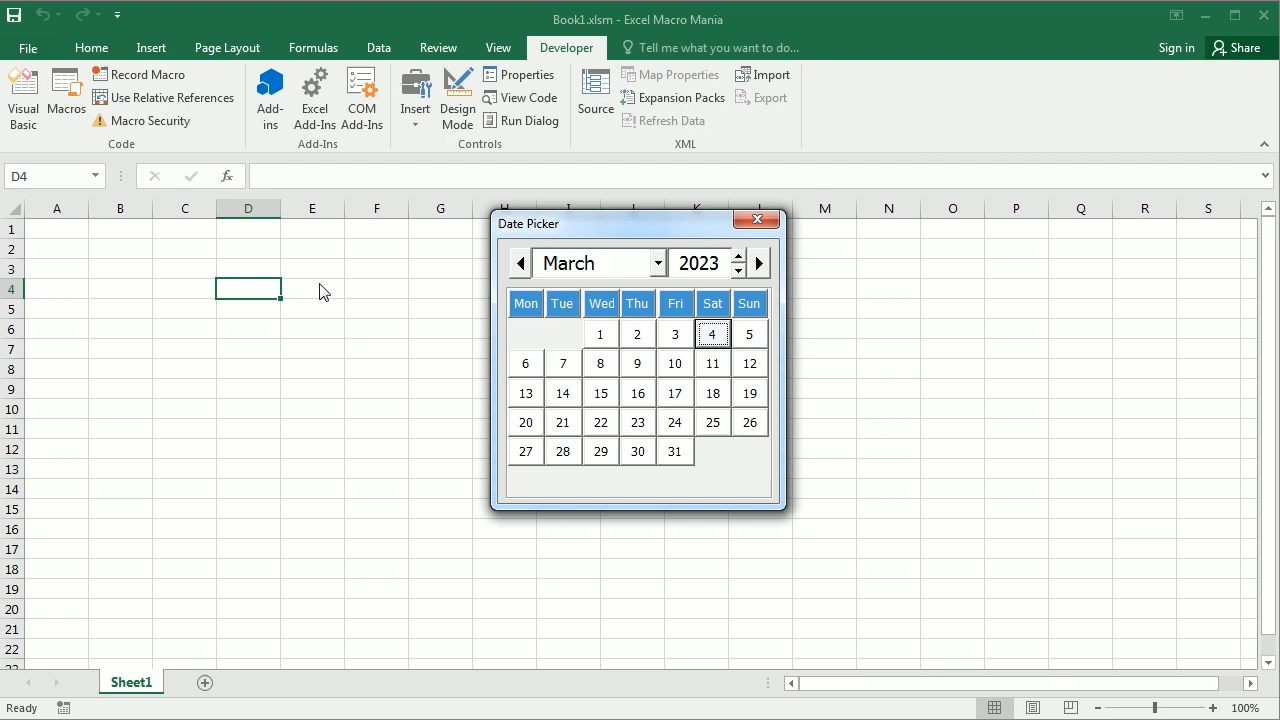 Book1.xlsm - Excel Macro Mania
File Home Insert Page Layout Formulas Data Review View Developer Tell me what you want to do... Sign in Share
Visual Basic
Macros
Record Macro
Use Relative References
Macro Security
Code
Add-ins
Excel Add-Ins
COM Add-Ins
Add-Ins
Insert
Design Mode
Properties
View Code
Run Dialog
Controls
Source
Map Properties
Expansion Packs
Refresh Data
Import
Export
XML
D4
fx
A B C D E F G H I J K L M N O P Q R S
1
2
3
4
5
6
7
8
9
10
11
12
13
14
15
16
17
18
19
20
21
22
23
Date Picker
March 2023
Mon Tue Wed Thu Fri Sat Sun
1 2 3 4 5
6 7 8 9 10 11 12
13 14 15 16 17 18 19
20 21 22 23 24 25 26
27 28 29 30 31
Sheet1
Ready
100%